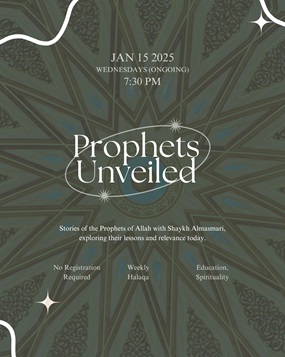 JAN 15 2025
WEDNESDAYS (ONGOING)
7:30 PM
Prophets
Unveiled
Stories of the Prophets of Allah with Shaykh Almasmari,
exploring their lessons and relevance today.
No Registration
Required
Weekly
Halaqa
Education,
Spirituality